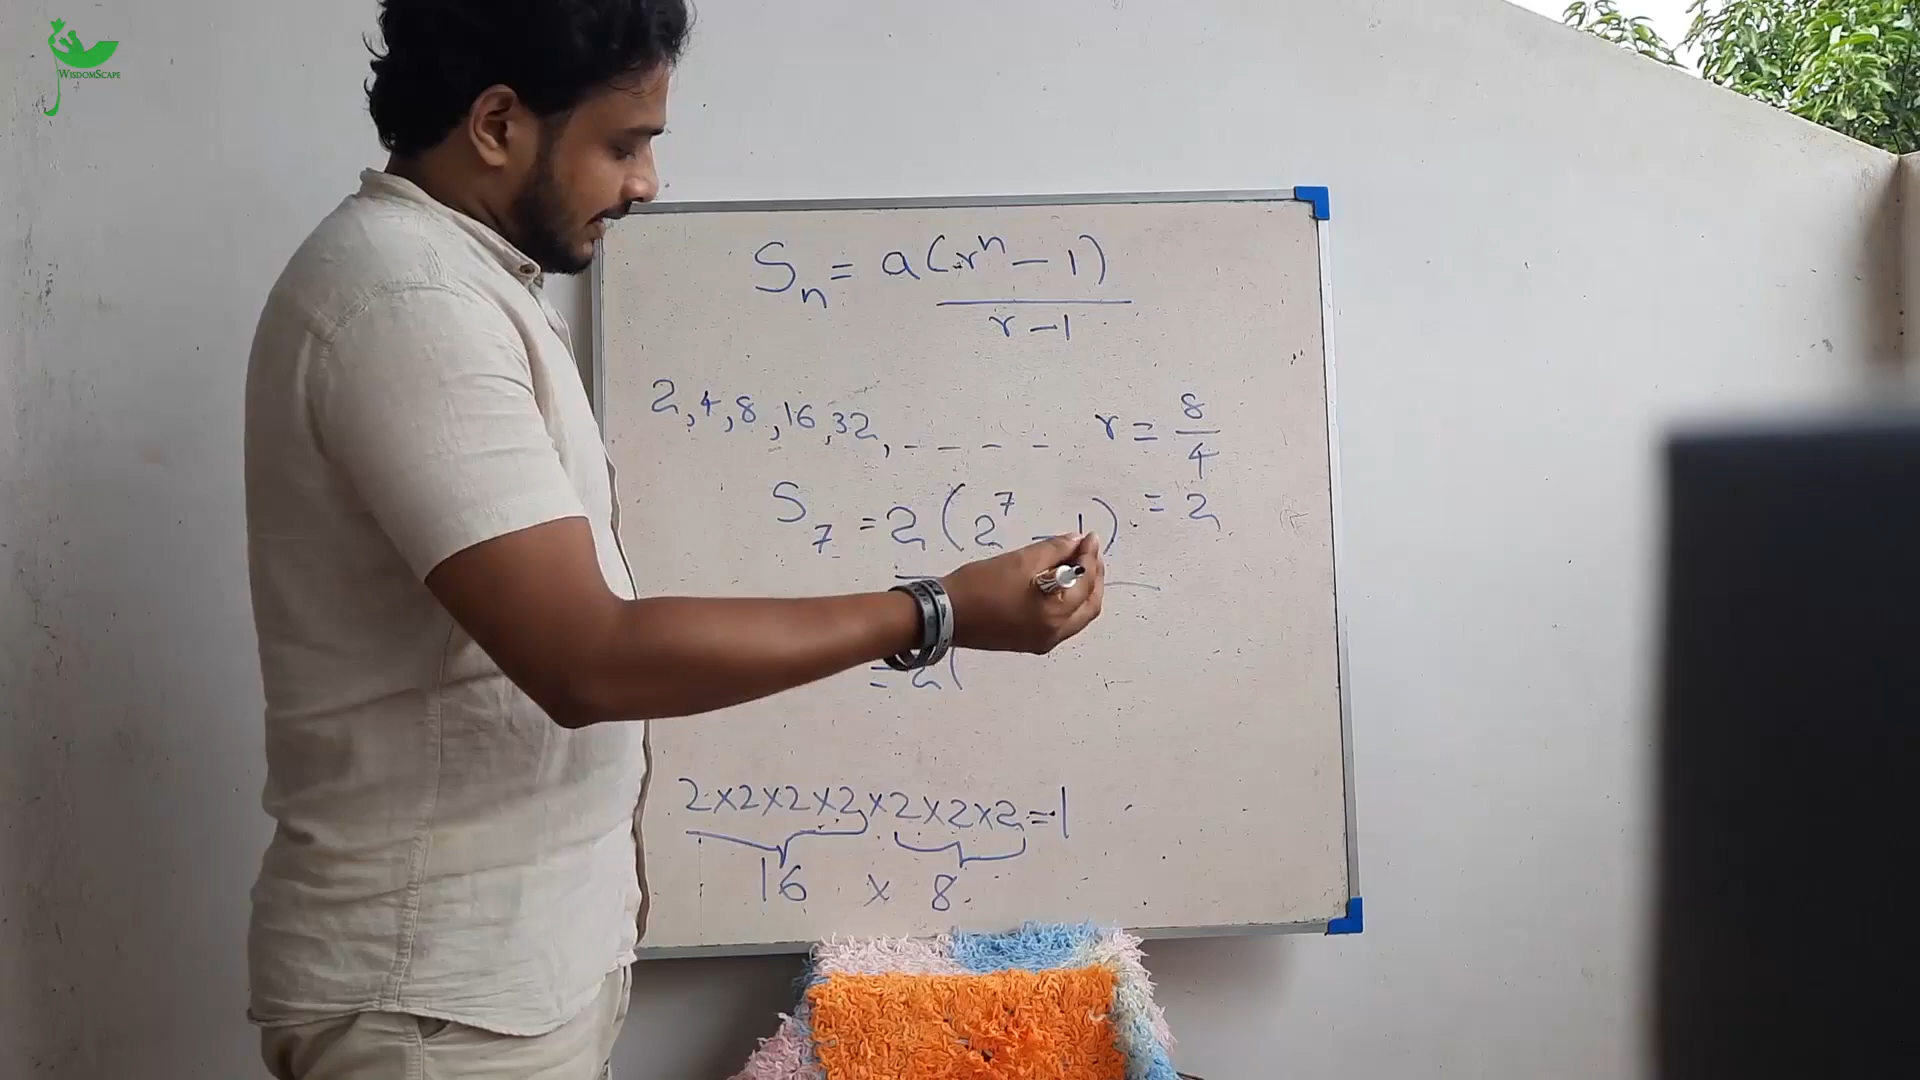 WISDOMSCAPE
Sₙ = a(rⁿ - 1)
r - 1
2, 4, 8, 16, 32, - - - - r = 8
4
S₇ = 2(2⁷ - 1) = 2
= 2(
2x2x2x2x2x2x2=1
16 x 8